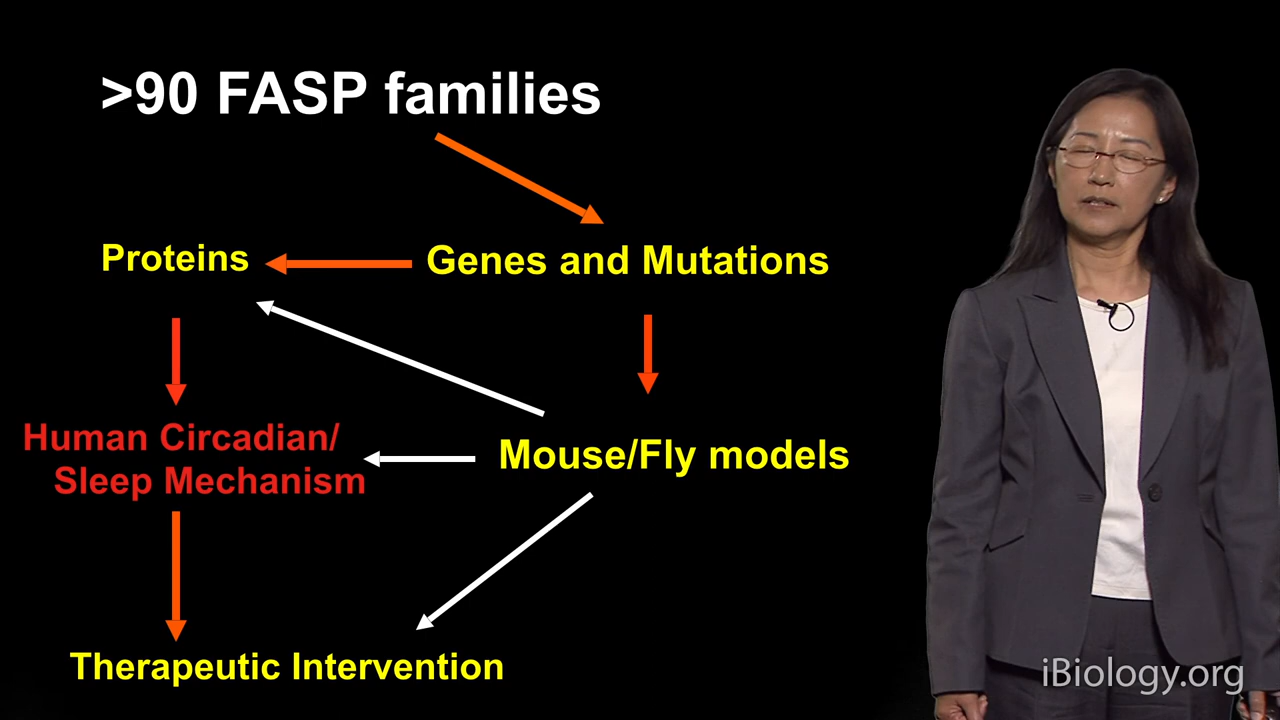 >90 FASP families
Proteins
Genes and Mutations
Human Circadian/
Sleep Mechanism
Mouse/Fly models
Therapeutic Intervention
iBiology.org